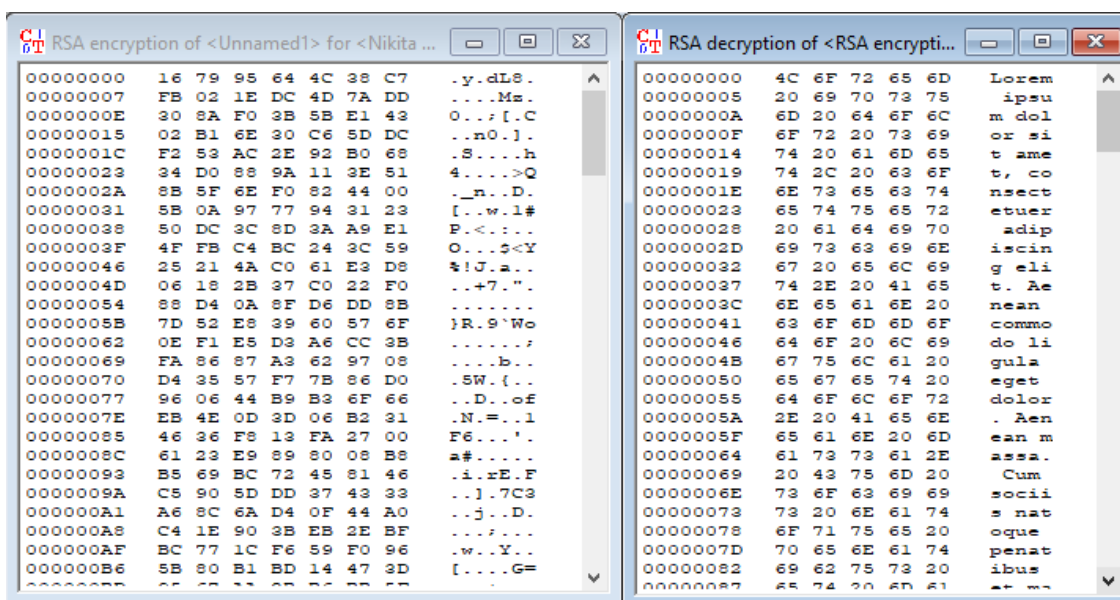 RSA encryption of <Unnamed1> for <Nikita ...
00000000 16 79 95 64 4C 38 C7 .y.dL8.
00000007 FB 02 1E DC 4D 7A DD ....Mz.
0000000E 30 8A F0 3B 5B E1 43 0..;[.C
00000015 02 B1 6E 30 C6 5D DC ..n0.].
0000001C F2 53 AC 2E 92 B0 68 .S....h
00000023 34 D0 88 9A 11 3E 51 4....>Q
0000002A 8B 5F 6E F0 82 44 00 ._n..D.
00000031 5B 0A 97 77 94 31 23 [..w.1#
00000038 50 DC 3C 8D 3A A9 E1 P.<.:..
0000003F 4F FB C4 BC 24 3C 59 O...$<Y
00000046 25 21 4A C0 61 E3 D8 %!J.a..
0000004D 06 18 2B 37 C0 22 F0 ..+7.".
00000054 88 D4 0A 8F D6 DD 8B .......
0000005B 7D 52 E8 39 60 57 6F }R.9`Wo
00000062 0E F1 E5 D3 A6 CC 3B ......;
00000069 FA 86 87 A3 62 97 08 ....b..
00000070 D4 35 57 F7 7B 86 D0 .5W.{..
00000077 96 06 44 B9 B3 6F 66 ..D..of
0000007E EB 4E 0D 3D 06 B2 31 .N.=..1
00000085 46 36 F8 13 FA 27 00 F6...'.
0000008C 61 23 E9 89 80 08 B8 a#.....
00000093 B5 69 BC 72 45 81 46 .i.rE.F
0000009A C5 90 5D DD 37 43 33 ..].7C3
000000A1 A6 8C 6A D4 0F 44 A0 ..j..D.
000000A8 C4 1E 90 3B EB 2E BF ...;...
000000AF BC 77 1C F6 59 F0 96 .w..Y..
000000B6 5B 80 B1 BD 14 47 3D [....G=
RSA decryption of <RSA encrypti...
00000000 4C 6F 72 65 6D Lorem
00000005 20 69 70 73 75 ipsu
0000000A 6D 20 64 6F 6C m dol
0000000F 6F 72 20 73 69 or si
00000014 74 20 61 6D 65 t ame
00000019 74 2C 20 63 6F t, co
0000001E 6E 73 65 63 74 nsect
00000023 65 74 75 65 72 etuer
00000028 20 61 64 69 70 adip
0000002D 69 73 63 69 6E iscin
00000032 67 20 65 6C 69 g eli
00000037 74 2E 20 41 65 t. Ae
0000003C 6E 65 61 6E 20 nean
00000041 63 6F 6D 6D 6F commo
00000046 64 6F 20 6C 69 do li
0000004B 67 75 6C 61 20 gula
00000050 65 67 65 74 20 eget
00000055 64 6F 6C 6F 72 dolor
0000005A 2E 20 41 65 6E . Aen
0000005F 65 61 6E 20 6D ean m
00000064 61 73 73 61 2E assa.
00000069 20 43 75 6D 20 Cum
0000006E 73 6F 63 69 69 socii
00000073 73 20 6E 61 74 s nat
00000078 6F 71 75 65 20 oque
0000007D 70 65 6E 61 74 penat
00000082 69 62 75 73 20 ibus
00000087 65 74 20 6D 61 et ma